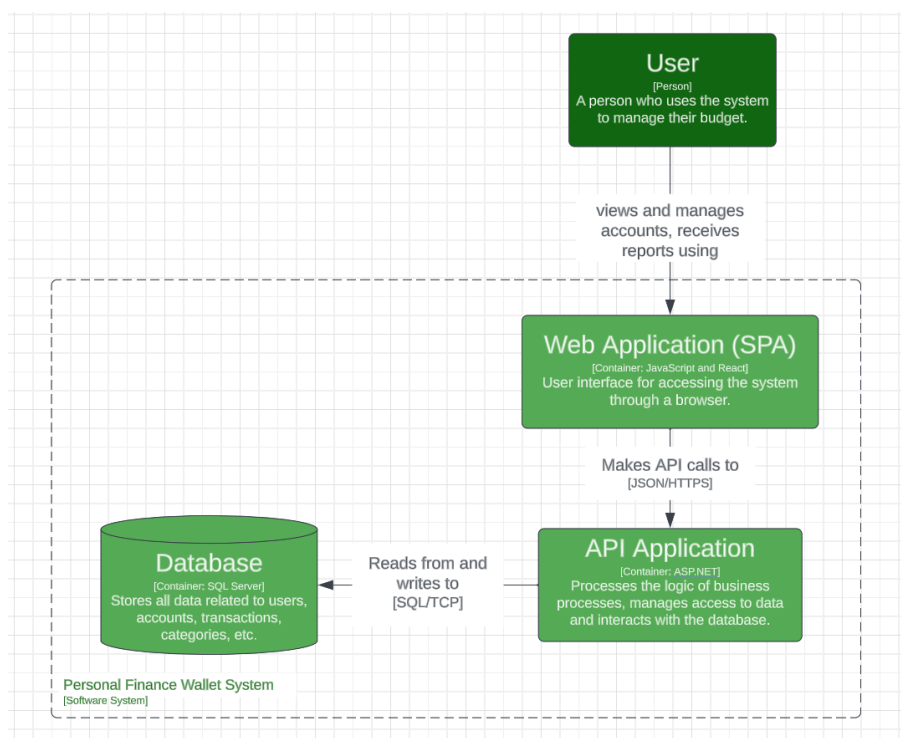 User
[Person]
A person who uses the system
to manage their budget.
views and manages
accounts, receives
reports using
Web Application (SPA)
[Container: JavaScript and React]
User interface for accessing the system
through a browser.
Makes API calls to
[JSON/HTTPS]
API Application
[Container: ASP.NET]
Processes the logic of business
processes, manages access to data
and interacts with the database.
Reads from and
writes to
[SQL/TCP]
Database
[Container: SQL Server]
Stores all data related to users,
accounts, transactions,
categories, etc.
Personal Finance Wallet System
[Software System]